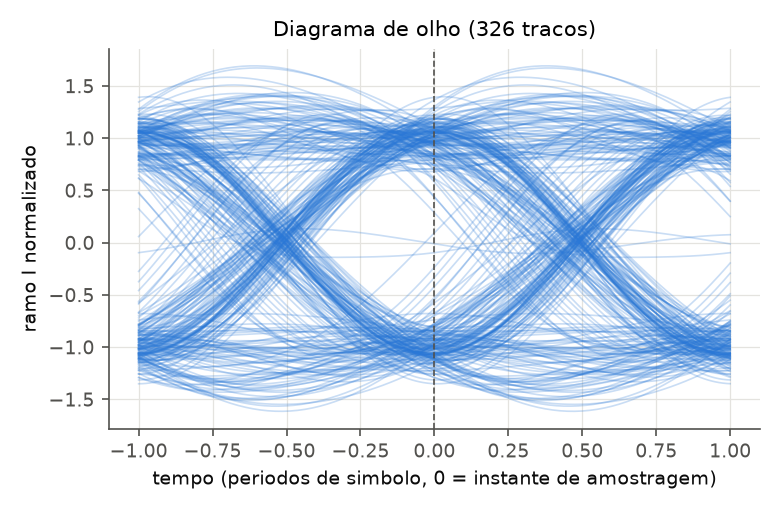 Diagrama de olho (326 tracos)
ramo I normalizado
1.5
1.0
0.5
0.0
−0.5
−1.0
−1.5
−1.00 −0.75 −0.50 −0.25 0.00 0.25 0.50 0.75 1.00
tempo (periodos de simbolo, 0 = instante de amostragem)